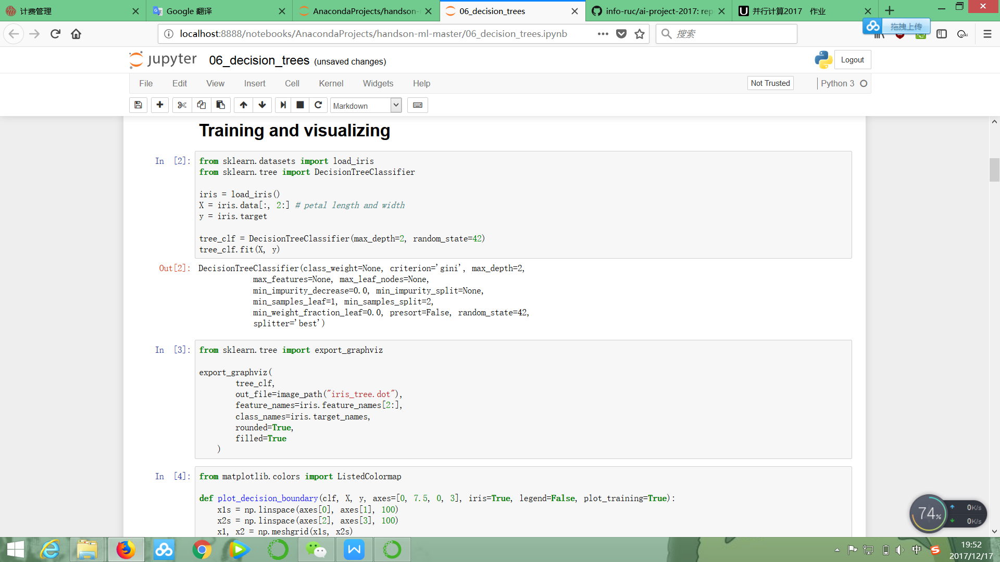 计费管理
Google 翻译
AnacondaProjects/handson-
06_decision_trees
info-ruc/ai-project-2017: rep
并行计算2017 作业
拖拽上传
localhost:8888/notebooks/AnacondaProjects/handson-ml-master/06_decision_trees.ipynb
搜索
jupyter 06_decision_trees (unsaved changes)
Logout
File Edit View Insert Cell Kernel Widgets Help
Not Trusted
Python 3
Markdown
Training and visualizing
In [2]:
from sklearn.datasets import load_iris
from sklearn.tree import DecisionTreeClassifier
iris = load_iris()
X = iris.data[:, 2:] # petal length and width
y = iris.target
tree_clf = DecisionTreeClassifier(max_depth=2, random_state=42)
tree_clf.fit(X, y)
Out[2]:
DecisionTreeClassifier(class_weight=None, criterion='gini', max_depth=2,
max_features=None, max_leaf_nodes=None,
min_impurity_decrease=0.0, min_impurity_split=None,
min_samples_leaf=1, min_samples_split=2,
min_weight_fraction_leaf=0.0, presort=False, random_state=42,
splitter='best')
In [3]:
from sklearn.tree import export_graphviz
export_graphviz(
tree_clf,
out_file=image_path("iris_tree.dot"),
feature_names=iris.feature_names[2:],
class_names=iris.target_names,
rounded=True,
filled=True
)
In [4]:
from matplotlib.colors import ListedColormap
def plot_decision_boundary(clf, X, y, axes=[0, 7.5, 0, 3], iris=True, legend=False, plot_training=True):
x1s = np.linspace(axes[0], axes[1], 100)
x2s = np.linspace(axes[2], axes[3], 100)
x1, x2 = np.meshgrid(x1s, x2s)
74%
0K/s
0K/s
中
19:52
2017/12/17